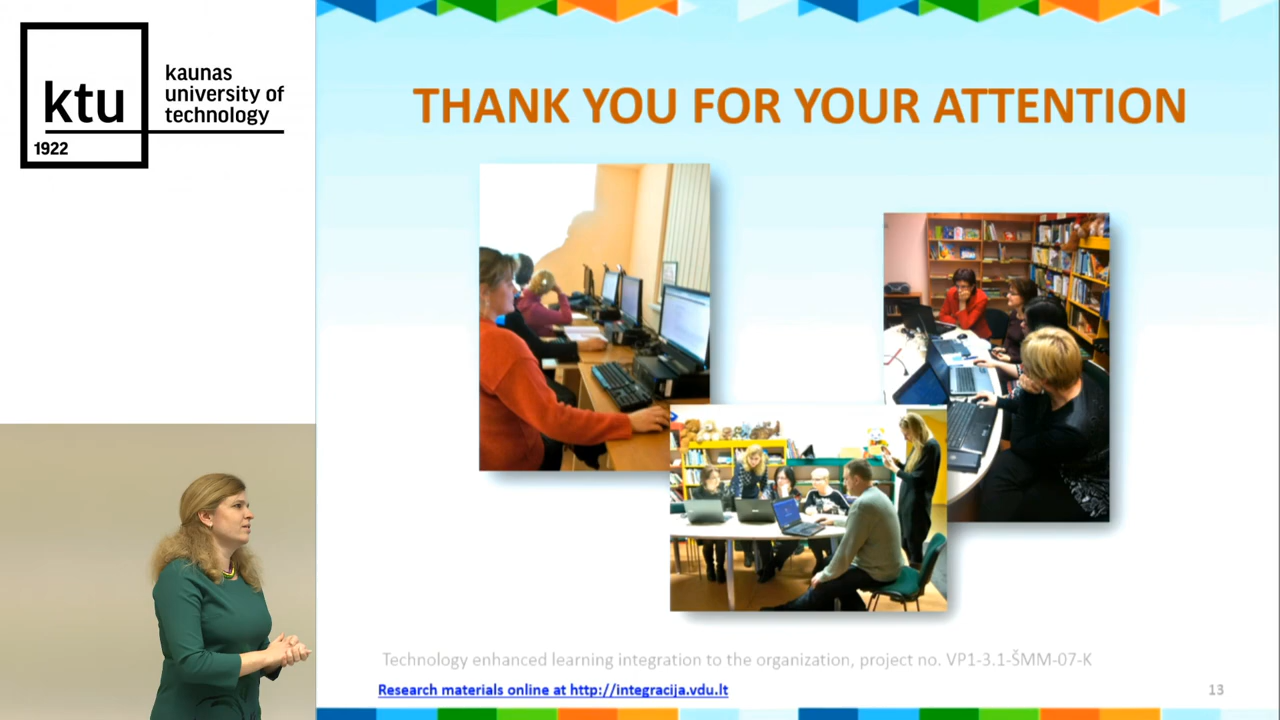 ktu
1922
kaunas
university of
technology
THANK YOU FOR YOUR ATTENTION
Technology enhanced learning integration to the organization, project no. VP1-3.1-ŠMM-07-K
Research materials online at http://integracija.vdu.lt
13